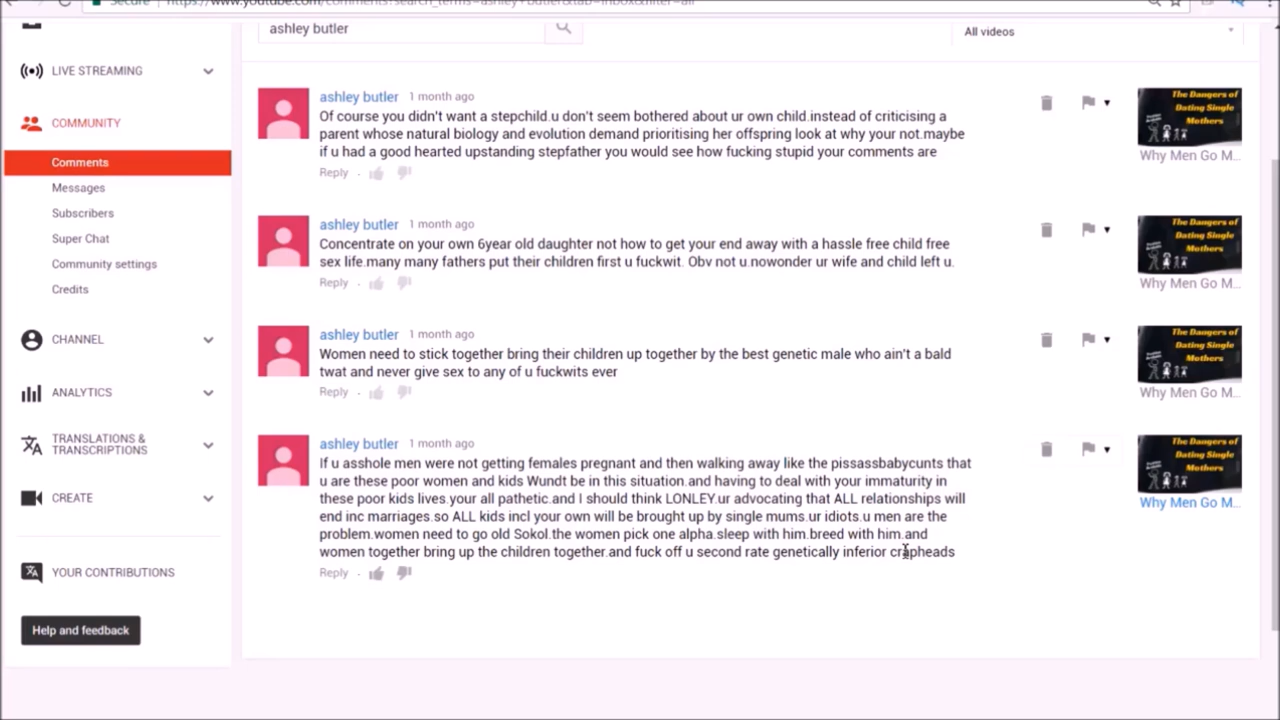 Secure https://www.youtube.com/comments?search_terms=ashley+butler&tab=inbox&filter=all
ashley butler
All videos
LIVE STREAMING
COMMUNITY
Comments
Messages
Subscribers
Super Chat
Community settings
Credits
CHANNEL
ANALYTICS
TRANSLATIONS &
TRANSCRIPTIONS
CREATE
YOUR CONTRIBUTIONS
Help and feedback
ashley butler 1 month ago
Of course you didn't want a stepchild.u don't seem bothered about ur own child.instead of criticising a
parent whose natural biology and evolution demand prioritising her offspring look at why your not.maybe
if u had a good hearted upstanding stepfather you would see how fucking stupid your comments are
Reply
The Dangers of
Dating Single
Mothers
Why Men Go M...
ashley butler 1 month ago
Concentrate on your own 6year old daughter not how to get your end away with a hassle free child free
sex life.many many fathers put their children first u fuckwit. Obv not u.nowonder ur wife and child left u.
Reply
The Dangers of
Dating Single
Mothers
Why Men Go M...
ashley butler 1 month ago
Women need to stick together bring their children up together by the best genetic male who ain't a bald
twat and never give sex to any of u fuckwits ever
Reply
The Dangers of
Dating Single
Mothers
Why Men Go M...
ashley butler 1 month ago
If u asshole men were not getting females pregnant and then walking away like the pissassbabycunts that
u are these poor women and kids Wundt be in this situation.and having to deal with your immaturity in
these poor kids lives.your all pathetic.and I should think LONLEY.ur advocating that ALL relationships will
end inc marriages.so ALL kids incl your own will be brought up by single mums.ur idiots.u men are the
problem.women need to go old Sokol.the women pick one alpha.sleep with him.breed with him.and
women together bring up the children together.and fuck off u second rate genetically inferior crapheads
Reply
The Dangers of
Dating Single
Mothers
Why Men Go M...